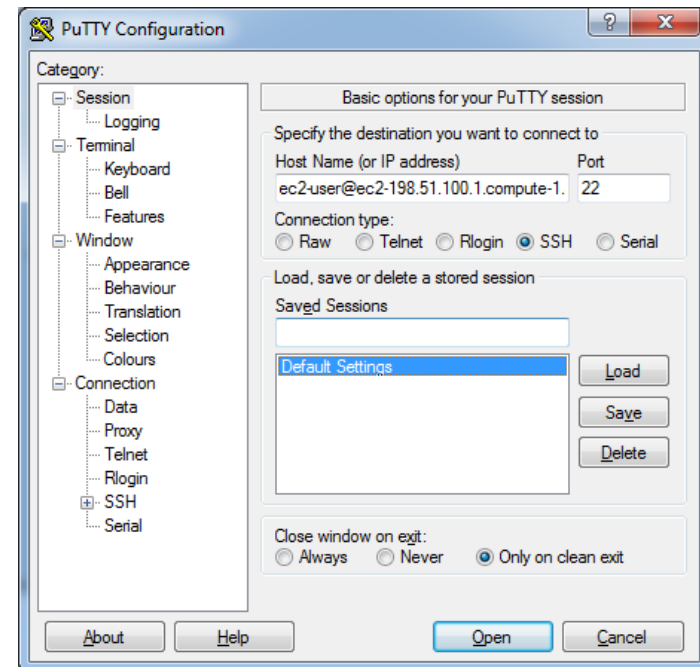 PuTTY Configuration
?
X
Category:
Session
Logging
Terminal
Keyboard
Bell
Features
Window
Appearance
Behaviour
Translation
Selection
Colours
Connection
Data
Proxy
Telnet
Rlogin
SSH
Serial
Basic options for your PuTTY session
Specify the destination you want to connect to
Host Name (or IP address) Port
ec2-user@ec2-198.51.100.1.compute-1. 22
Connection type:
Raw Telnet Rlogin SSH Serial
Load, save or delete a stored session
Saved Sessions
Default Settings
Load
Save
Delete
Close window on exit:
Always Never Only on clean exit
About Help Open Cancel